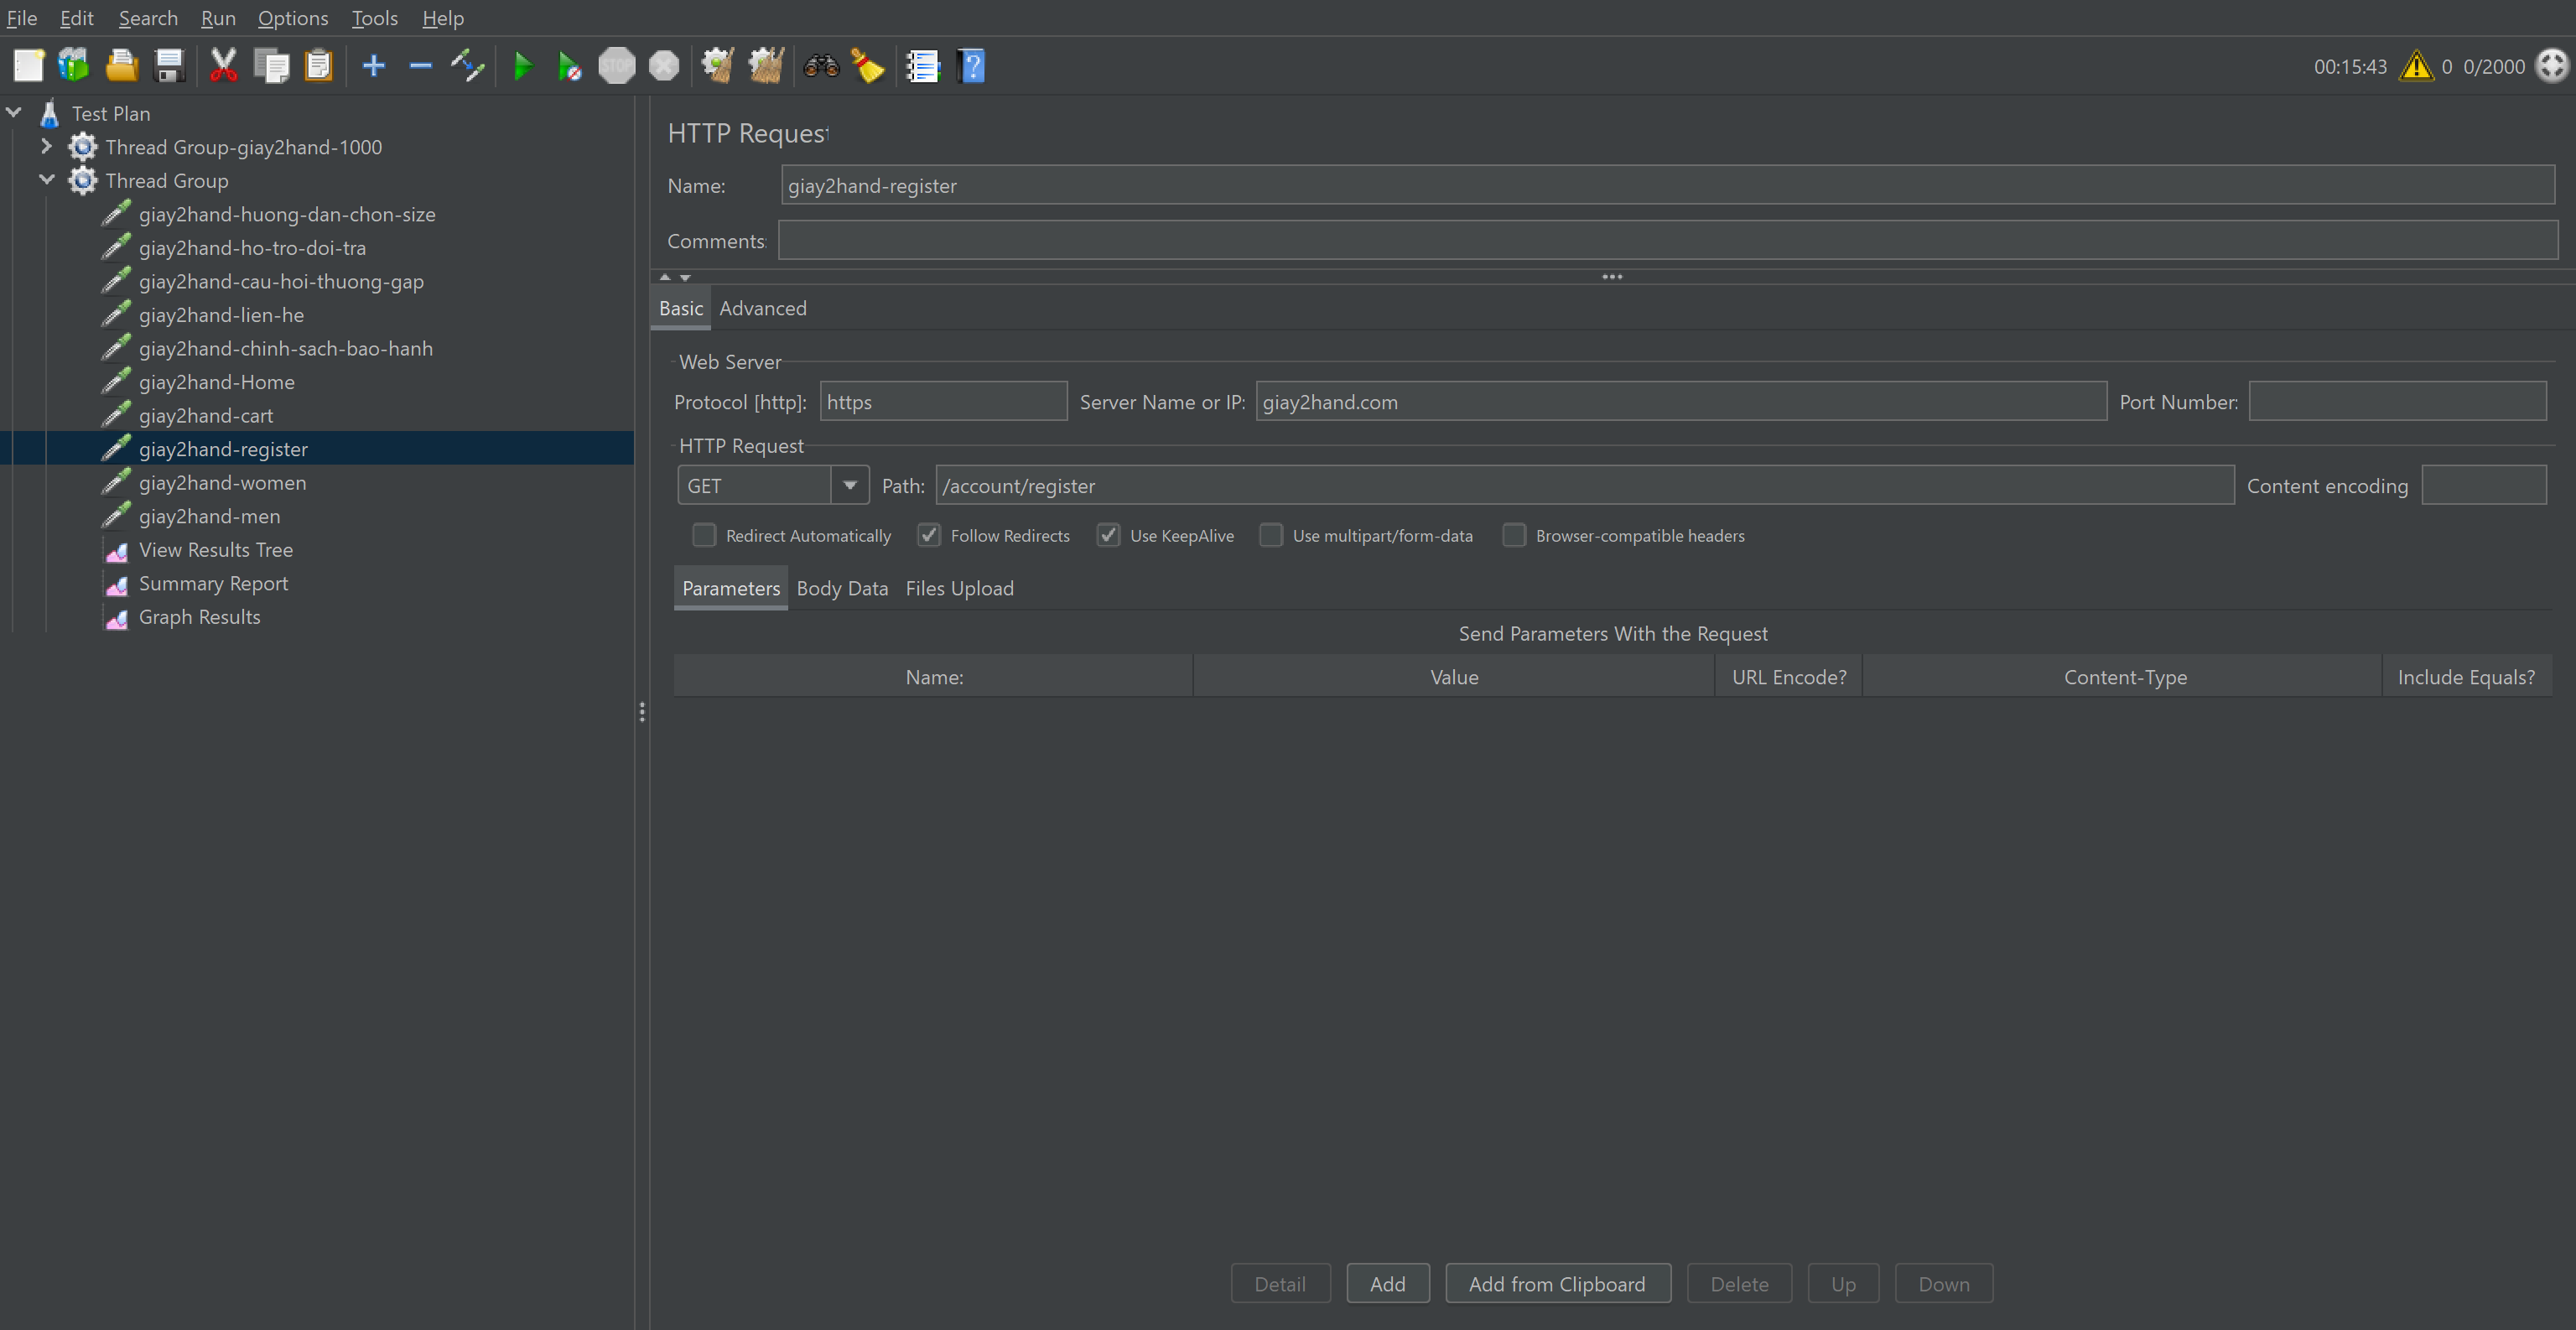 File Edit Search Run Options Tools Help
STOP
00:15:43 0 0/2000
Test Plan
Thread Group-giay2hand-1000
Thread Group
giay2hand-huong-dan-chon-size
giay2hand-ho-tro-doi-tra
giay2hand-cau-hoi-thuong-gap
giay2hand-lien-he
giay2hand-chinh-sach-bao-hanh
giay2hand-Home
giay2hand-cart
giay2hand-register
giay2hand-women
giay2hand-men
View Results Tree
Summary Report
Graph Results
HTTP Request
Name: giay2hand-register
Comments:
Basic Advanced
Web Server
Protocol [http]: https Server Name or IP: giay2hand.com Port Number:
HTTP Request
GET Path: /account/register Content encoding
Redirect Automatically Follow Redirects Use KeepAlive Use multipart/form-data Browser-compatible headers
Parameters Body Data Files Upload
Send Parameters With the Request
Name: Value URL Encode? Content-Type Include Equals?
Detail Add Add from Clipboard Delete Up Down